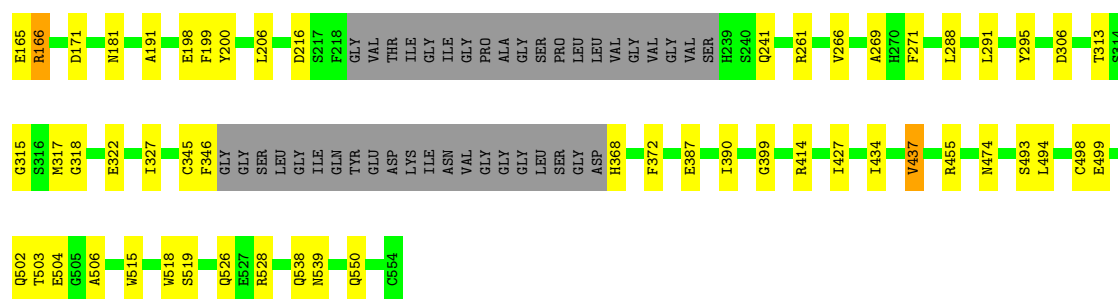 E165 R166 D171 N181 A191 E198 F199 Y200 L206 D216 S217 F218 GLY VAL THR ILE GLY ILE GLY PRO ALA GLY SER PRO LEU LEU VAL GLY VAL GLY VAL SER H239 S240 Q241 R261 V266 A269 H270 F271 L288 L291 Y295 D306 T313 S314
G315 S316 M317 G318 E322 I327 C345 F346 GLY GLY SER LEU GLY ILE GLN TYR GLU ASP LYS ILE ASN VAL GLY GLY GLY LEU SER GLY ASP H368 F372 E387 I390 G399 R414 I427 I434 V437 R455 N474 S493 L494 C498 E499
Q502 T503 E504 G505 A506 W515 W518 S519 Q526 E527 R528 Q538 N539 Q550 C554